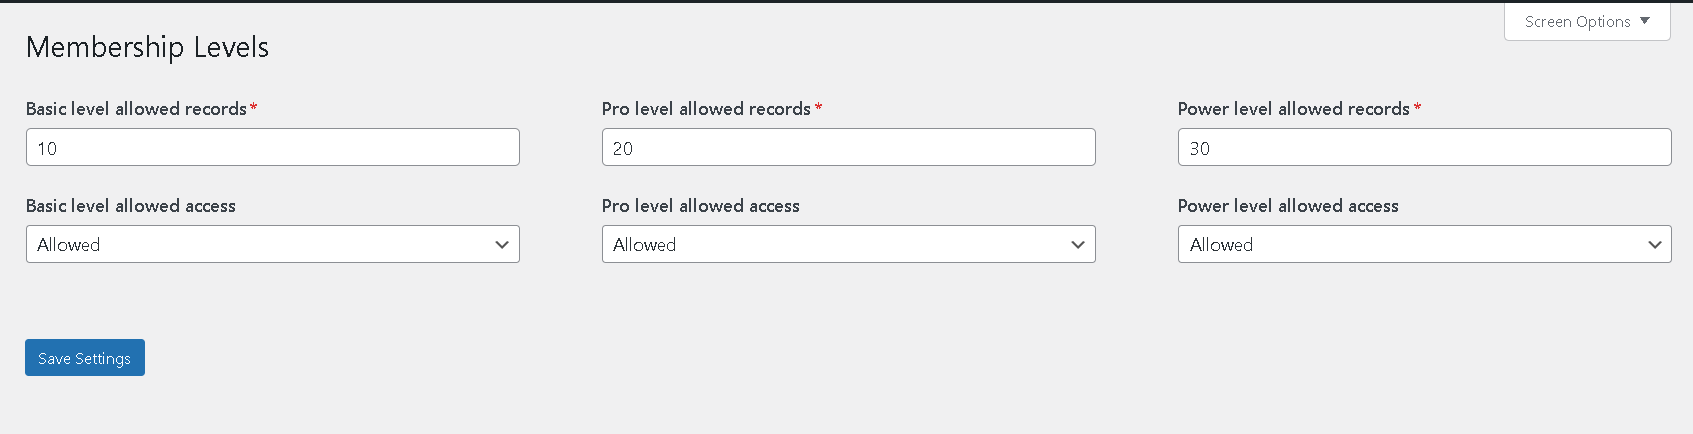 Screen Options
Membership Levels
Basic level allowed records* Pro level allowed records* Power level allowed records*
10 20 30
Basic level allowed access Pro level allowed access Power level allowed access
Allowed Allowed Allowed
Save Settings